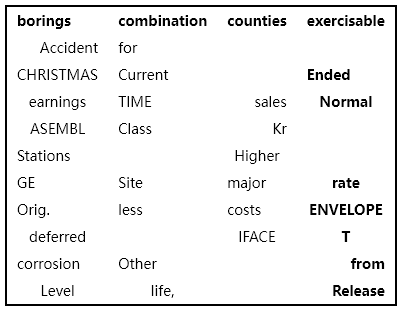 borings combination counties exercisable
Accident for
CHRISTMAS Current Ended
earnings TIME sales Normal
ASEMBL Class Kr
Stations Higher
GE Site major rate
Orig. less costs ENVELOPE
deferred IFACE T
corrosion Other from
Level life, Release